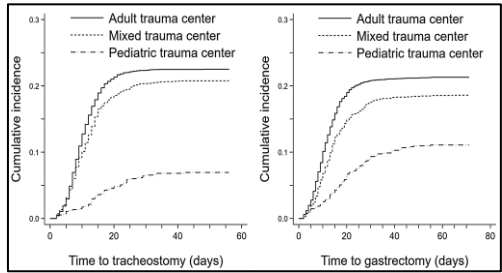 Adult trauma center
Mixed trauma center
Pediatric trauma center
Cumulative incidence
0.3
0.2
0.1
0.0
0
20
40
60
Time to tracheostomy (days)
Adult trauma center
Mixed trauma center
Pediatric trauma center
Cumulative incidence
0.3
0.2
0.1
0.0
0
20
40
60
80
Time to gastrectomy (days)